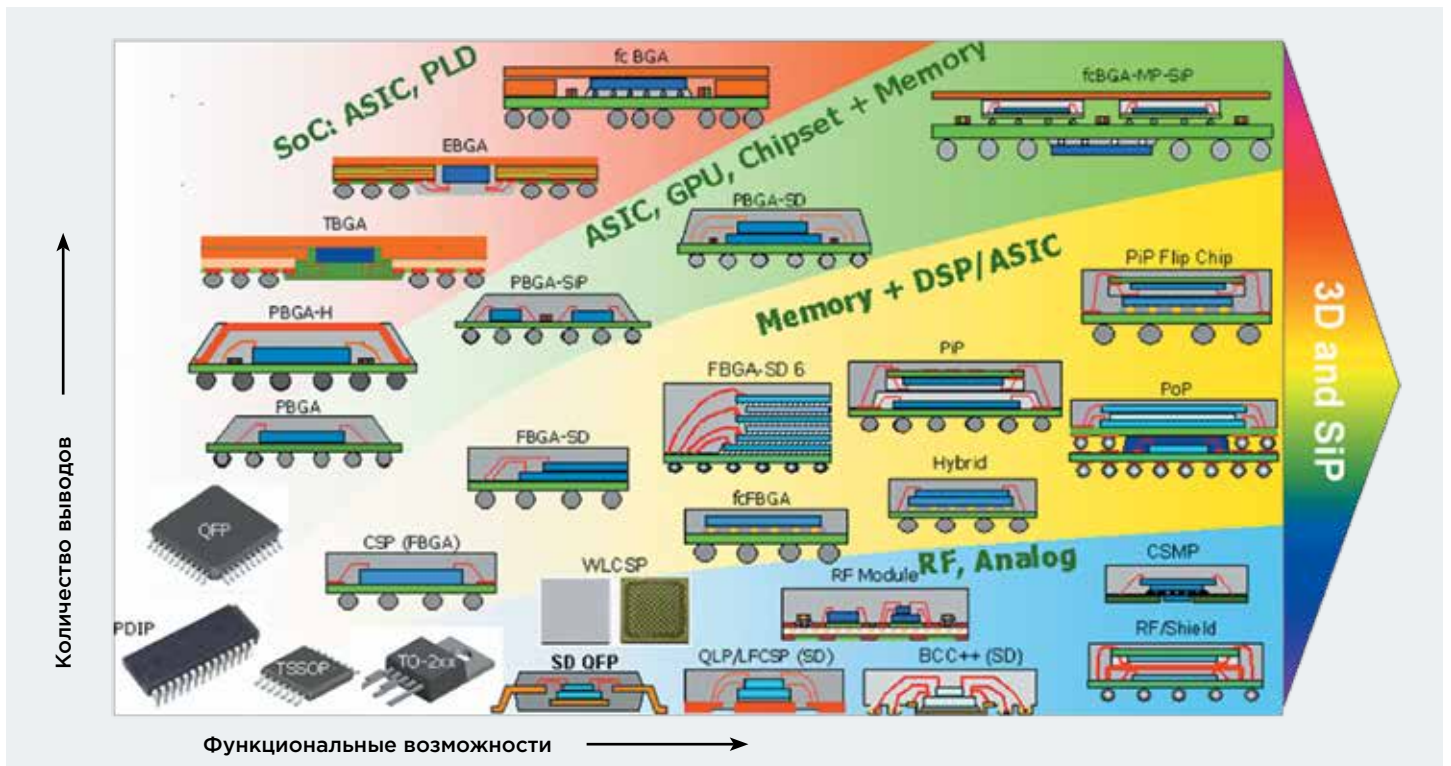 fc BGA
SoC: ASIC, PLD
fcBGA-MP-SiP
EBGA
ASIC, GPU, Chipset + Memory
PBGA-SD
TBGA
Memory + DSP/ASIC
PiP Flip Chip
PBGA-SiP
PBGA-H
PiP
FBGA-SD 6
PoP
PBGA
FBGA-SD
Hybrid
fcFBGA
QFP
CSP (FBGA)
WLCSP
RF, Analog
CSMP
RF Module
PDIP
RF/Shield
TSSOP
TO-2xx
SD QFP
QLP/LFCSP (SD)
BCC++ (SD)
3D and SiP
Количество выводов
Функциональные возможности